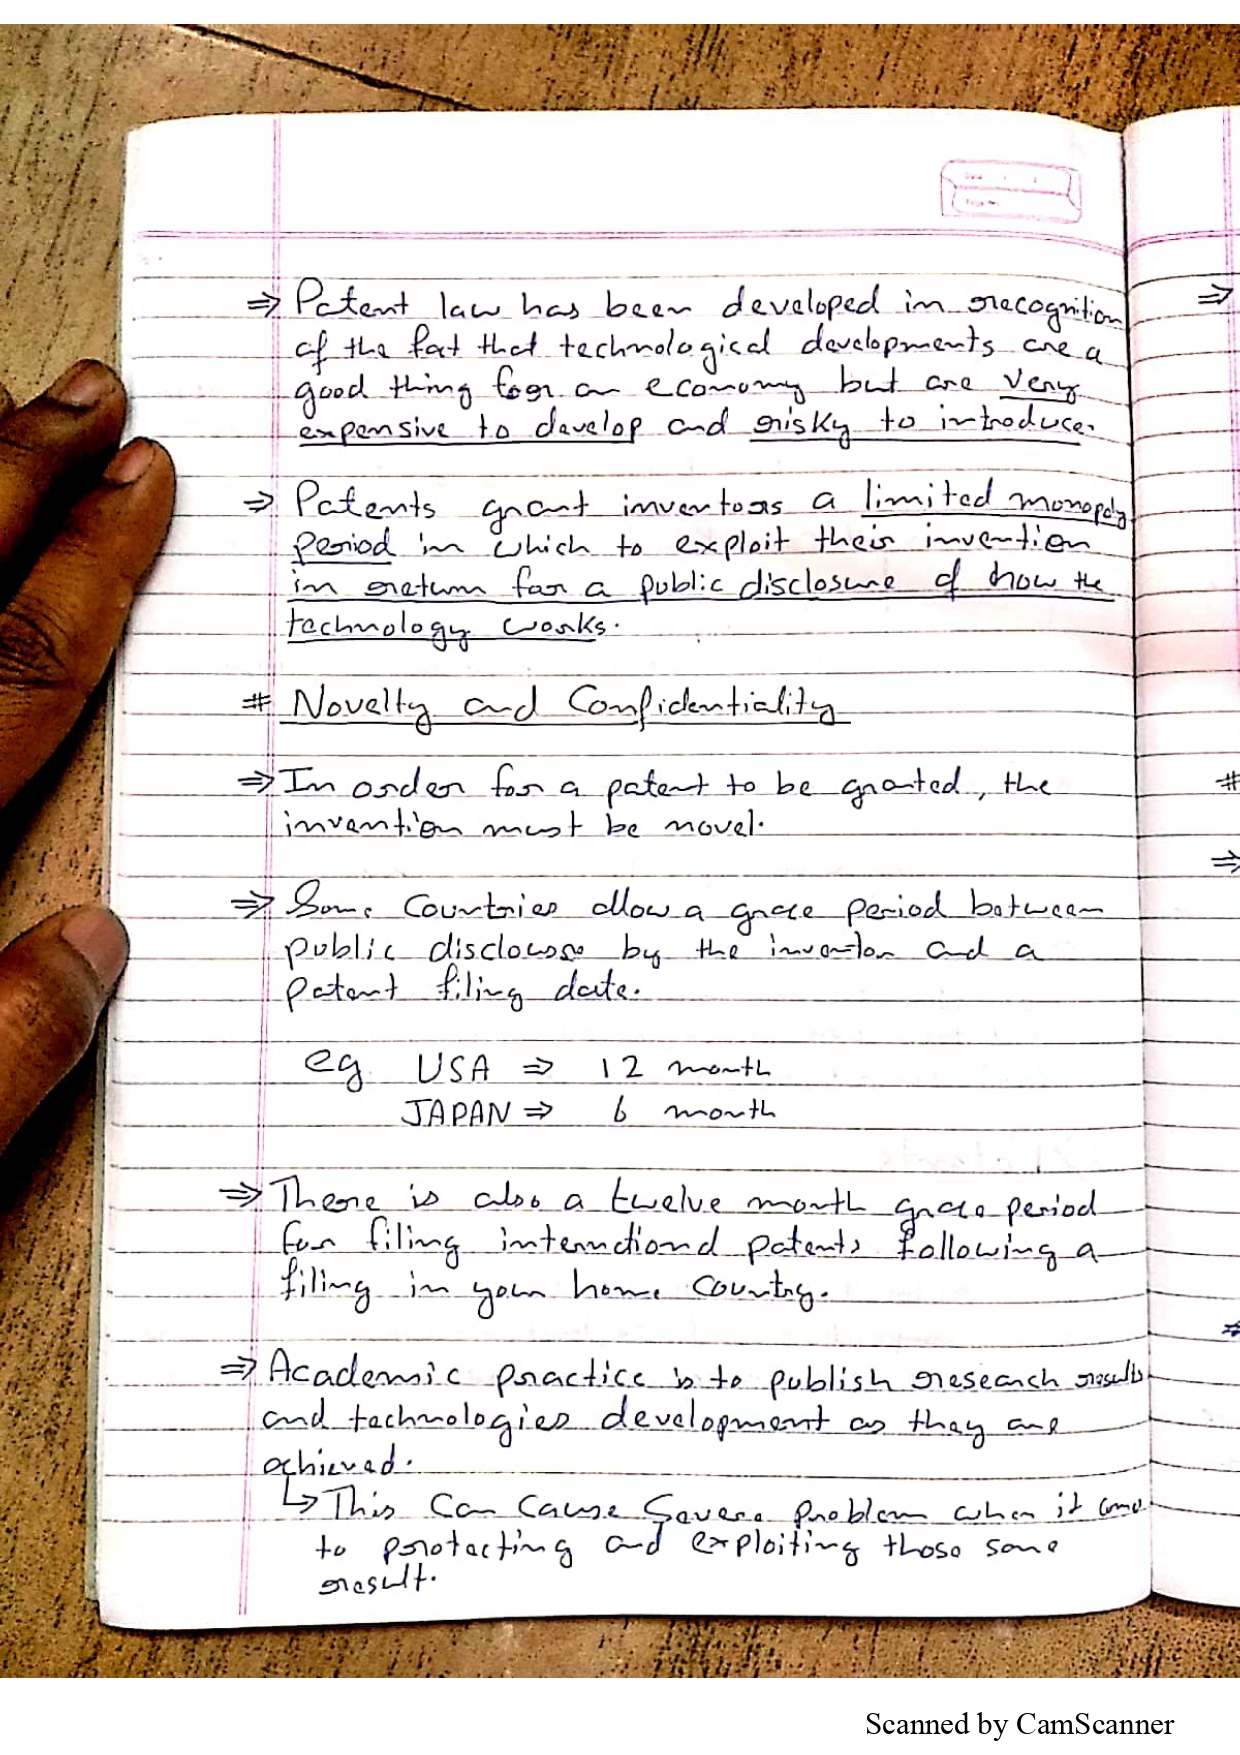 ⇒ Patent law has been developed in recognition
of the fact that technological developments are a
good thing for an economy but are very
expensive to develop and risky to introduce.
⇒ Patents grant inventors a limited monopoly
period in which to exploit their invention
in return for a public disclosure of how the
technology works.
# Novelty and Confidentiality
⇒ In order for a patent to be granted, the
invention must be novel.
⇒ Some Countries allow a grace period between
public disclosure by the inventor and a
patent filing date.
eg USA ⇒ 12 month
JAPAN ⇒ 6 month
⇒ There is also a twelve month grace period
for filing international patents following a
filing in your home Country.
⇒ Academic practice is to publish research results
and technologies development as they are
achieved.
↳ This Can Cause Severe problem when it
to protecting and exploiting those same
result.
⇒
#
⇒
#
Scanned by CamScanner